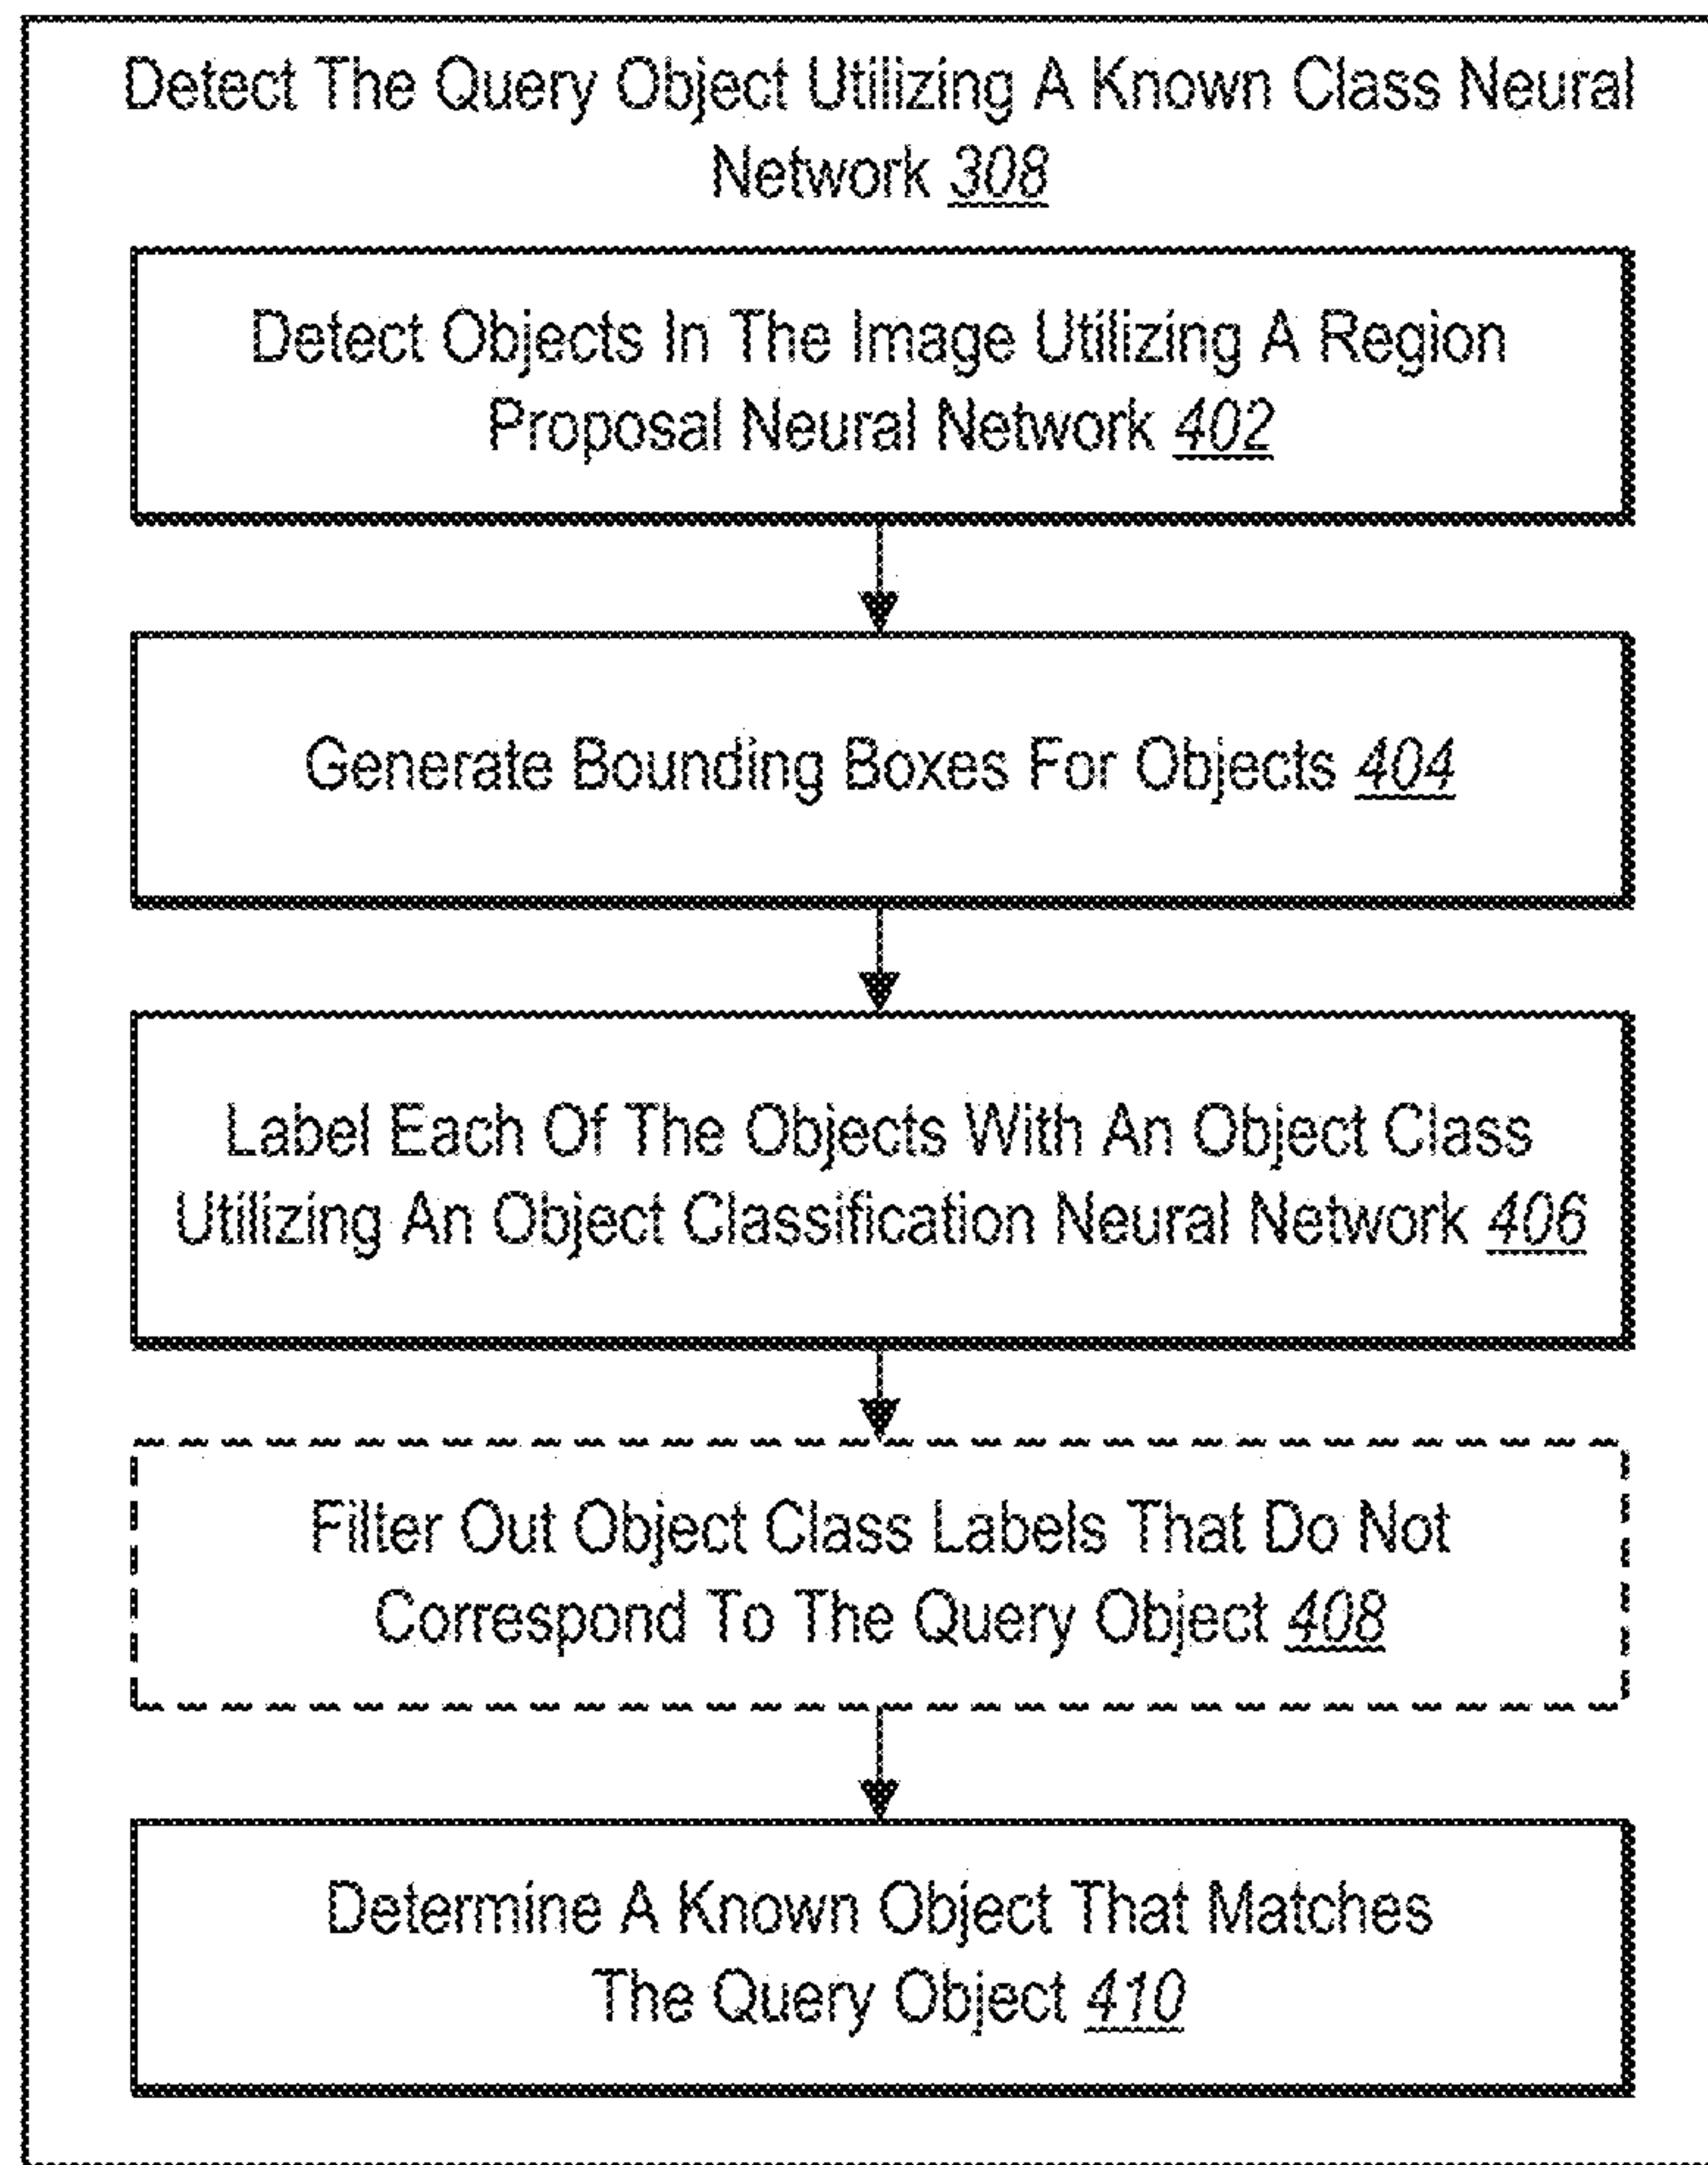 Detect The Query Object Utilizing A Known Class Neural
Network 308
Detect Objects In The Image Utilizing A Region
Proposal Neural Network 402
Generate Bounding Boxes For Objects 404
Label Each Of The Objects With An Object Class
Utilizing An Object Classification Neural Network 406
Filter Out Object Class Labels That Do Not
Correspond To The Query Object 408
Determine A Known Object That Matches
The Query Object 410